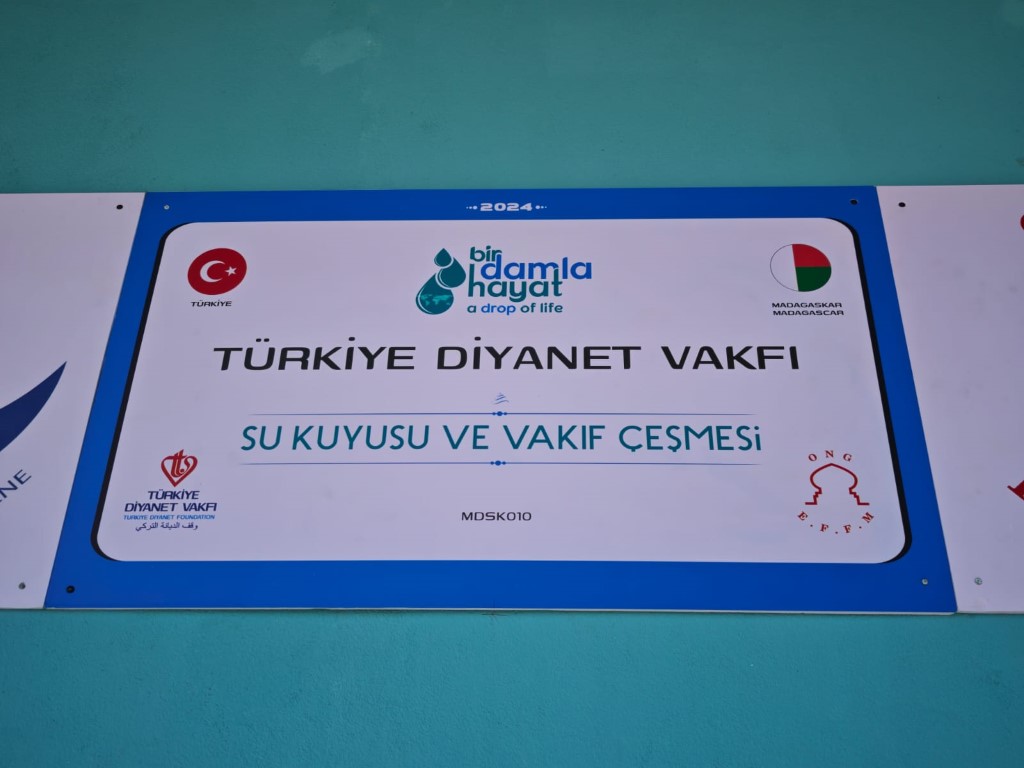 2024
bir
damla
hayat
a drop of life
TÜRKİYE
MADAGASKAR
MADAGASCAR
TÜRKİYE DİYANET VAKFI
SU KUYUSU VE VAKIF ÇEŞMESİ
TÜRKİYE
DİYANET VAKFI
TÜRKİYE DİYANET FOUNDATION
وقف الديانة التركي
MDSK010
ONG
E.F.F.M